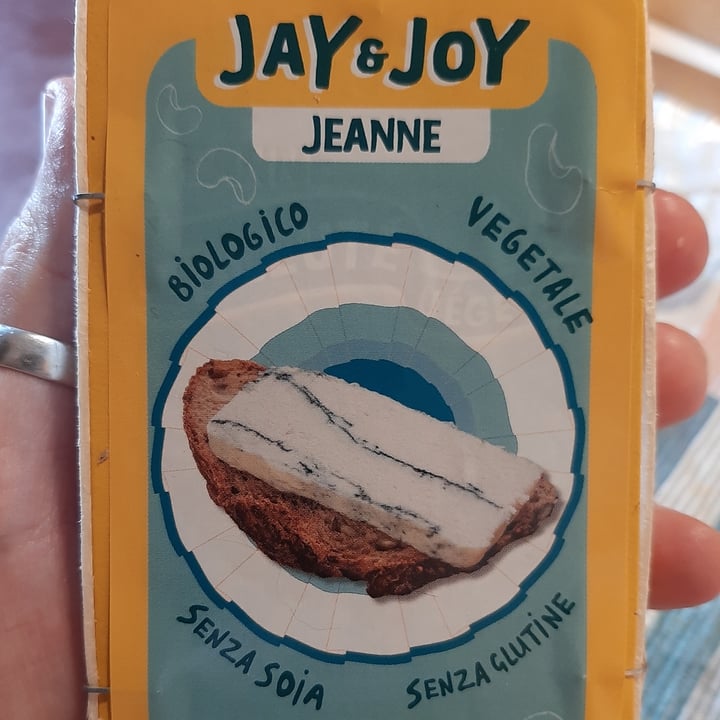 JAY & JOY
JEANNE
BIOLOGICO
VEGETALE
SENZA SOIA
SENZA GLUTINE